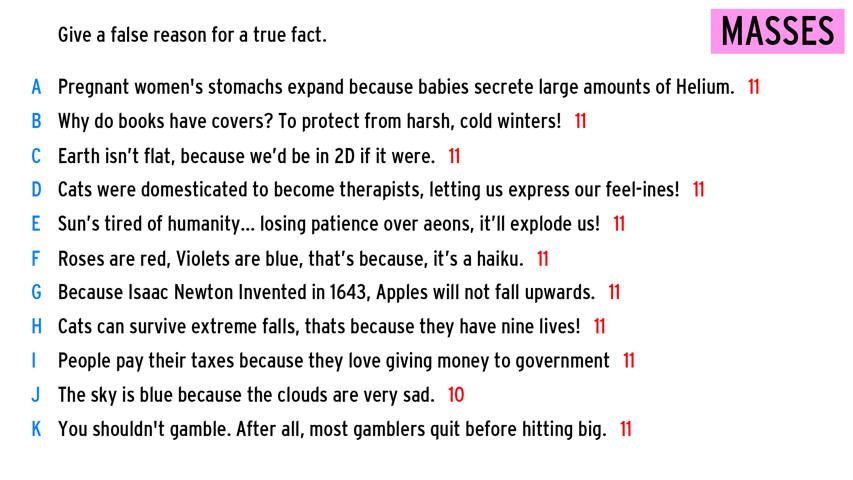 Give a false reason for a true fact.
MASSES
A Pregnant women's stomachs expand because babies secrete large amounts of Helium. 11
B Why do books have covers? To protect from harsh, cold winters! 11
C Earth isn't flat, because we'd be in 2D if it were. 11
D Cats were domesticated to become therapists, letting us express our feel-ines! 11
E Sun's tired of humanity... losing patience over aeons, it'll explode us! 11
F Roses are red, Violets are blue, that's because, it's a haiku. 11
G Because Isaac Newton Invented in 1643, Apples will not fall upwards. 11
H Cats can survive extreme falls, thats because they have nine lives! 11
I People pay their taxes because they love giving money to government 11
J The sky is blue because the clouds are very sad. 10
K You shouldn't gamble. After all, most gamblers quit before hitting big. 11